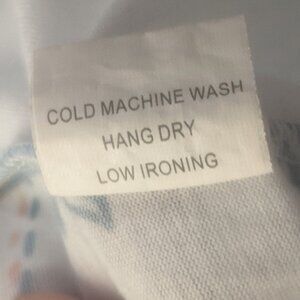 COLD MACHINE WASH
HANG DRY
LOW IRONING